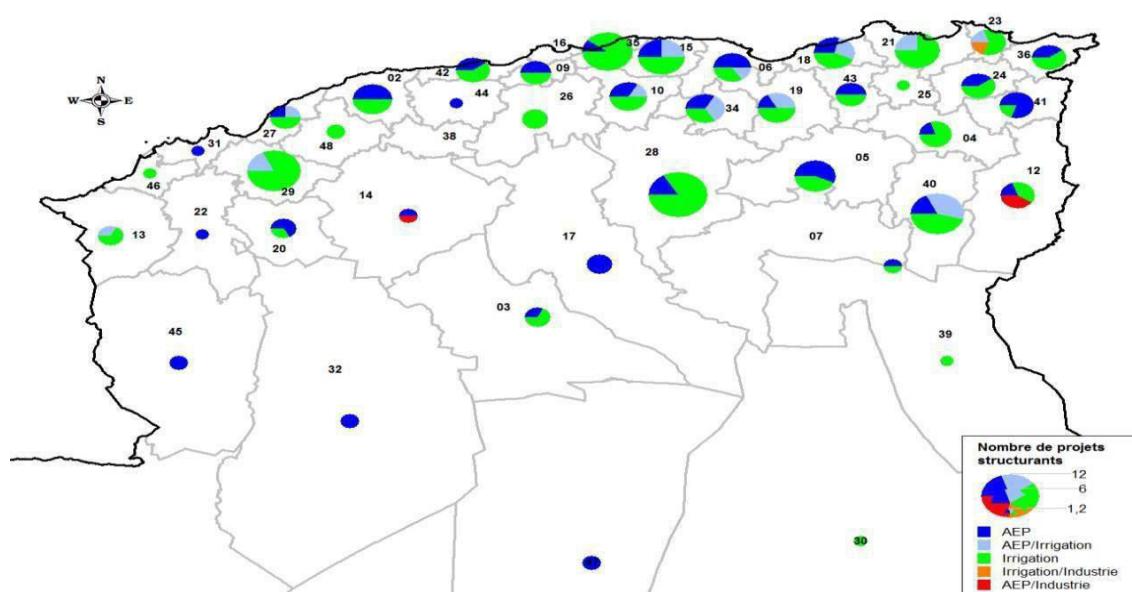 N
W E
S
23
16 35 15 21
18 36
02 42 09 06
44 10 19 43 24
26 25 41
27 34
38
48 04
31
28
05 12
46 29
14 40
22
13 20
17 07
03
45 39
32
30
Nombre de projets
structurants
12
6
1,2
AEP
AEP/Irrigation
Irrigation
Irrigation/Industrie
AEP/Industrie